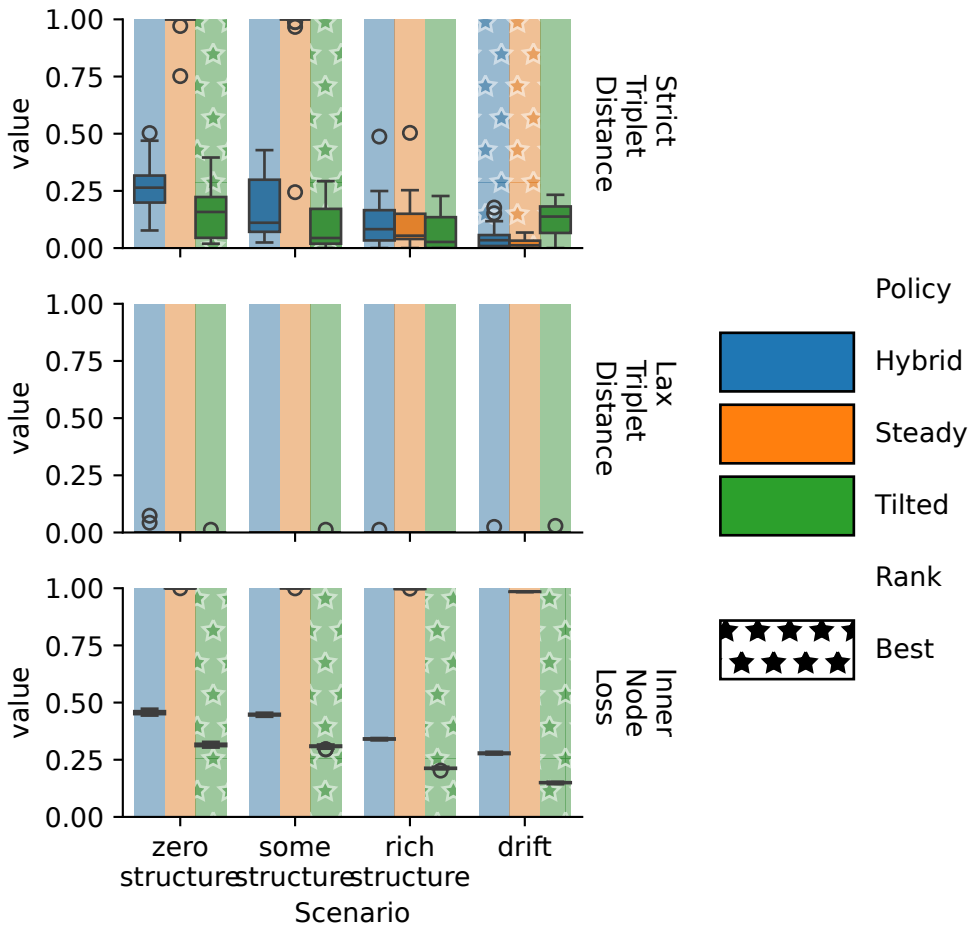 1.00
0.75
0.50
0.25
0.00
value
Strict
Triplet
Distance
1.00
0.75
0.50
0.25
0.00
value
Lax
Triplet
Distance
1.00
0.75
0.50
0.25
0.00
value
Inner
Node
Loss
zero structure
some structure
rich structure
drift
Scenario
Policy
Hybrid
Steady
Tilted
Rank
Best